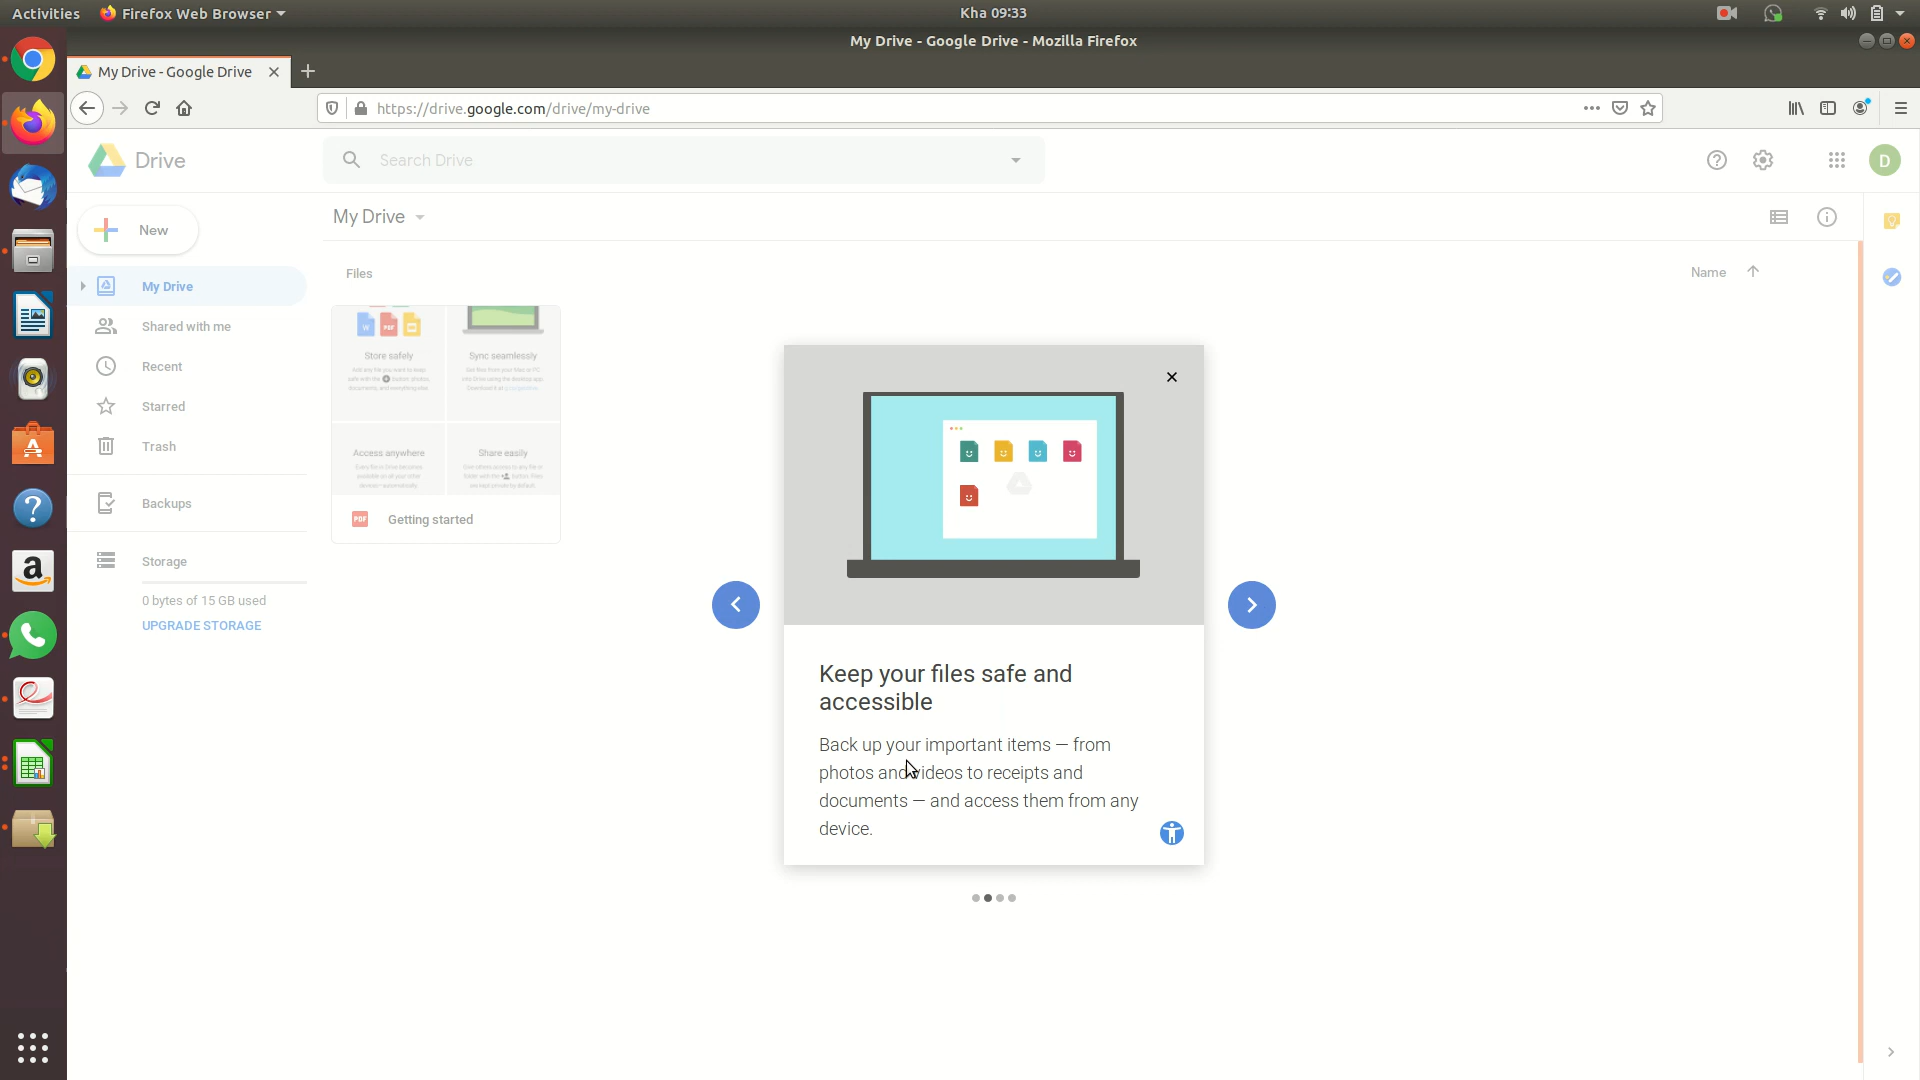 Activities
Firefox Web Browser
Kha 09:33
My Drive - Google Drive - Mozilla Firefox
My Drive - Google Drive
https://drive.google.com/drive/my-drive
Drive
Search Drive
D
New
My Drive
My Drive
Shared with me
Recent
Starred
Trash
Backups
Storage
0 bytes of 15 GB used
UPGRADE STORAGE
Files
Name
Store safely
Sync seamlessly
Access anywhere
Share easily
PDF
Getting started
Keep your files safe and
accessible
Back up your important items — from
photos and videos to receipts and
documents — and access them from any
device.